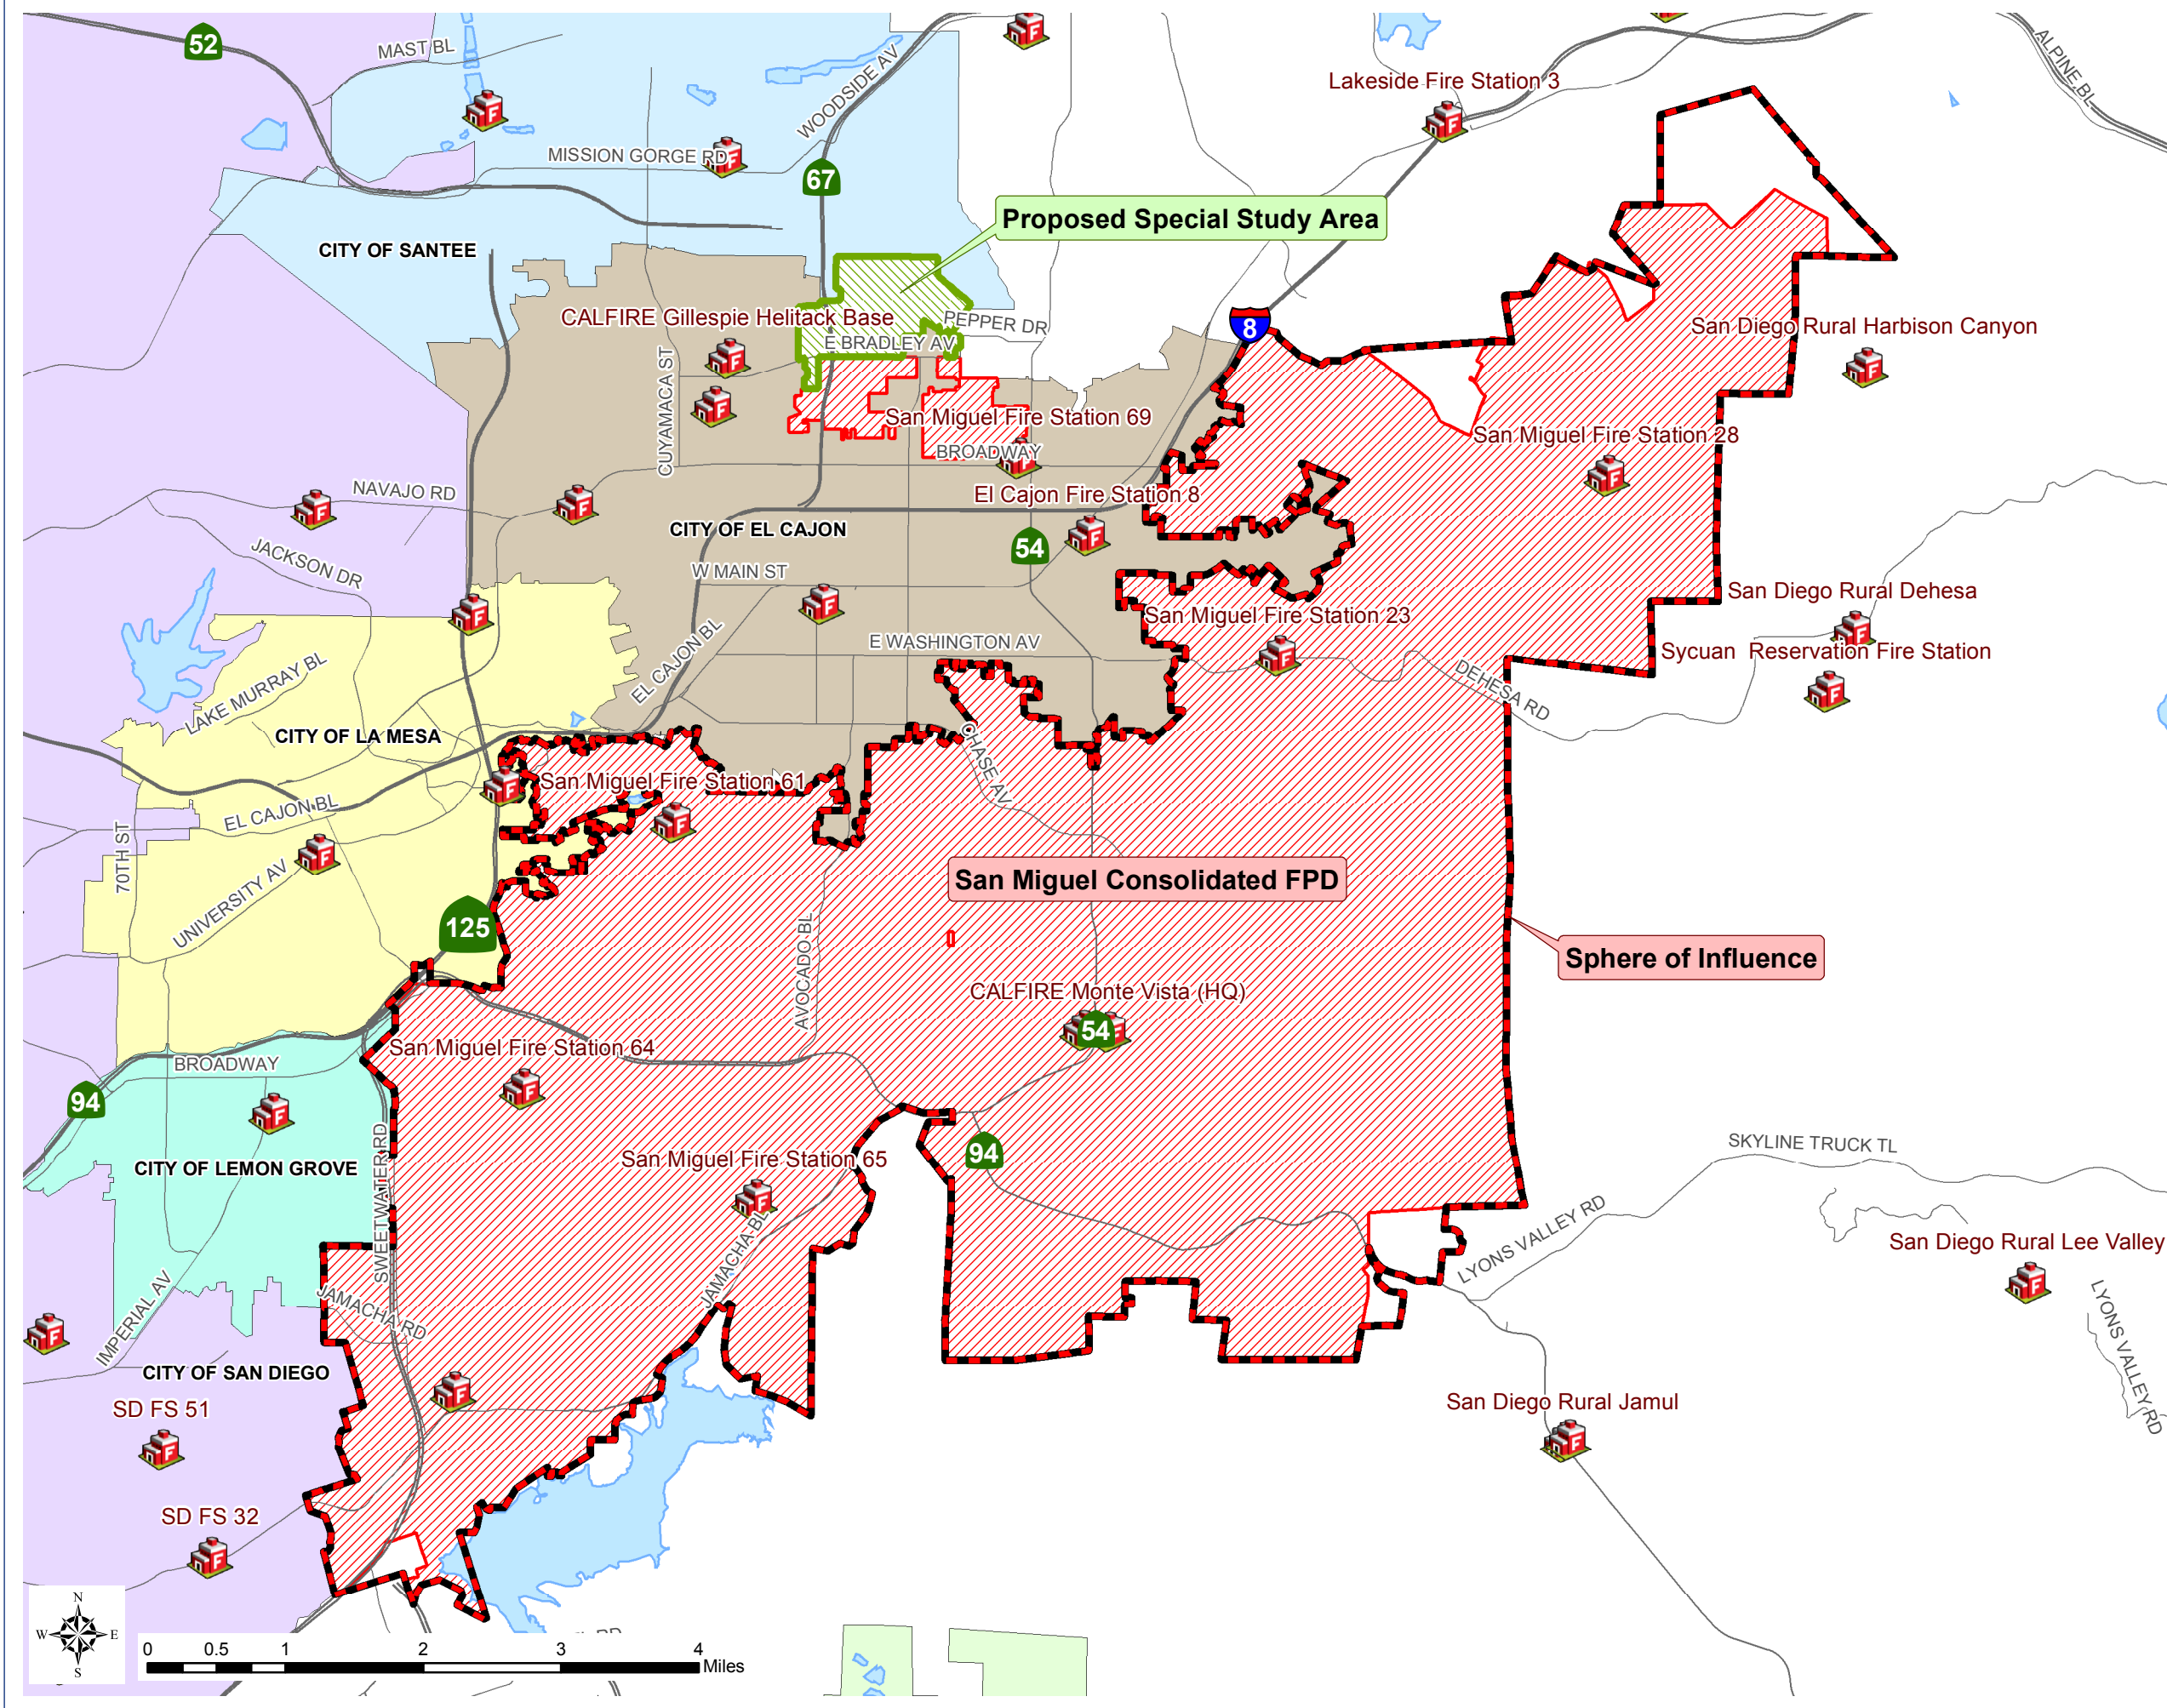 52
MAST BL
WOODSIDE AV
ALPINE BL
Lakeside Fire Station 3
MISSION GORGE RD
67
Proposed Special Study Area
CITY OF SANTEE
CALFIRE Gillespie Helitack Base
PEPPER DR
8
San Diego Rural Harbison Canyon
E BRADLEY AV
CUYAMACA ST
San Miguel Fire Station 69
San Miguel Fire Station 28
BROADWAY
NAVAJO RD
El Cajon Fire Station 8
CITY OF EL CAJON
54
JACKSON DR
W MAIN ST
San Diego Rural Dehesa
San Miguel Fire Station 23
E WASHINGTON AV
Sycuan Reservation Fire Station
EL CAJON BL
LAKE MURRAY BL
DEHESA RD
CITY OF LA MESA
CHASE AV
San Miguel Fire Station 61
EL CAJON BL
70TH ST
San Miguel Consolidated FPD
UNIVERSITY AV
125
AVOCADO BL
Sphere of Influence
CALFIRE Monte Vista (HQ)
54
San Miguel Fire Station 64
BROADWAY
94
SKYLINE TRUCK TL
94
San Miguel Fire Station 65
CITY OF LEMON GROVE
SWEETWATER RD
LYONS VALLEY RD
San Diego Rural Lee Valley
JAMACHA BL
JAMACHA RD
IMPERIAL AV
LYONS VALLEY RD
CITY OF SAN DIEGO
San Diego Rural Jamul
SD FS 51
SD FS 32
N
W E
S
0 0.5 1 2 3 4
Miles